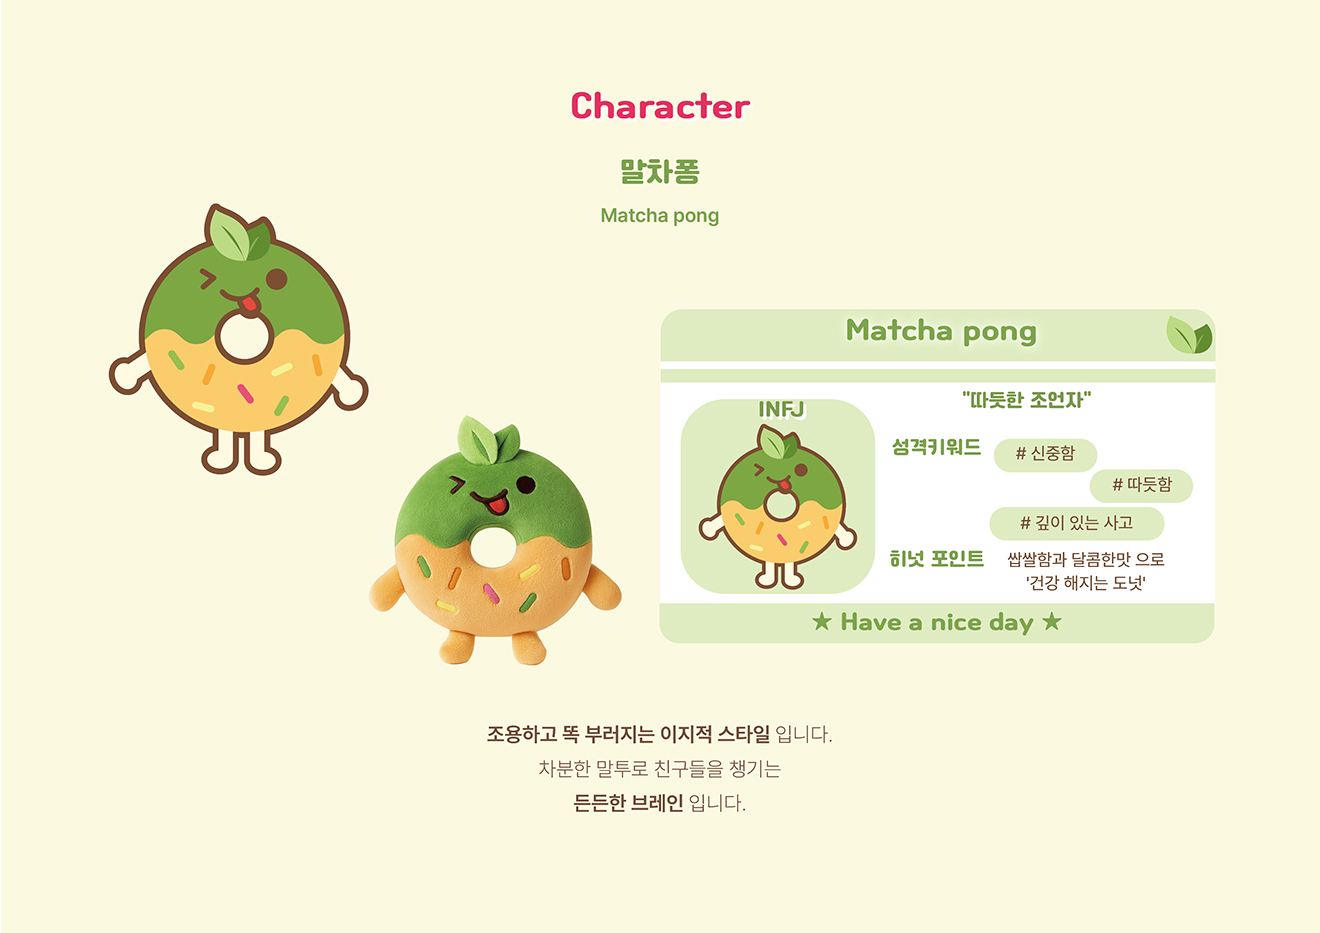 Character
말차퐁
Matcha pong
Matcha pong
INFJ
"따듯한 조언자"
성격키워드
# 신중함
# 따듯함
# 깊이 있는 사고
히넛 포인트
쌉쌀함과 달콤한맛 으로
'건강 해지는 도넛'
★ Have a nice day ★
조용하고 똑 부러지는 이지적 스타일 입니다.
차분한 말투로 친구들을 챙기는
든든한 브레인 입니다.